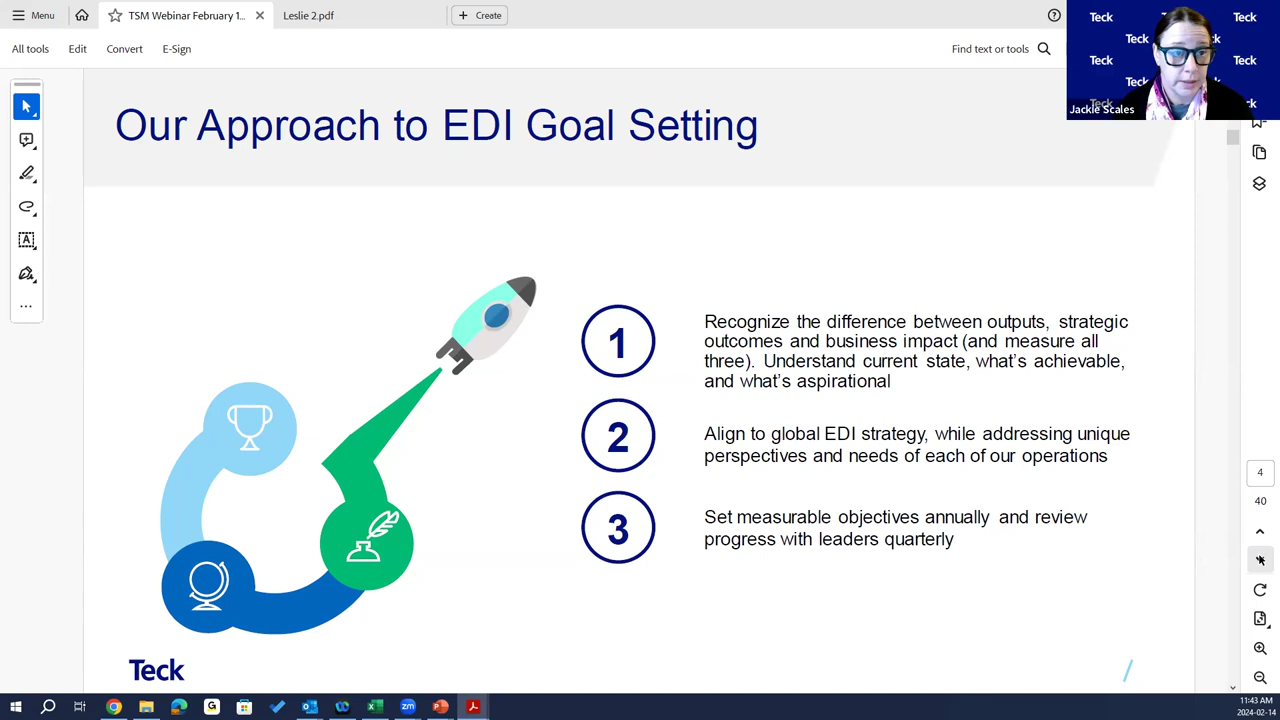 Menu
TSM Webinar February 1...
Leslie 2.pdf
Create
All tools
Edit
Convert
E-Sign
Find text or tools
Teck
Teck
Teck
Teck
Teck
Teck
Teck
Jackie Scales
Our Approach to EDI Goal Setting
1
Recognize the difference between outputs, strategic
outcomes and business impact (and measure all
three). Understand current state, what's achievable,
and what's aspirational
2
Align to global EDI strategy, while addressing unique
perspectives and needs of each of our operations
3
Set measurable objectives annually and review
progress with leaders quarterly
Teck
4
40
11:43 AM
2024-02-14